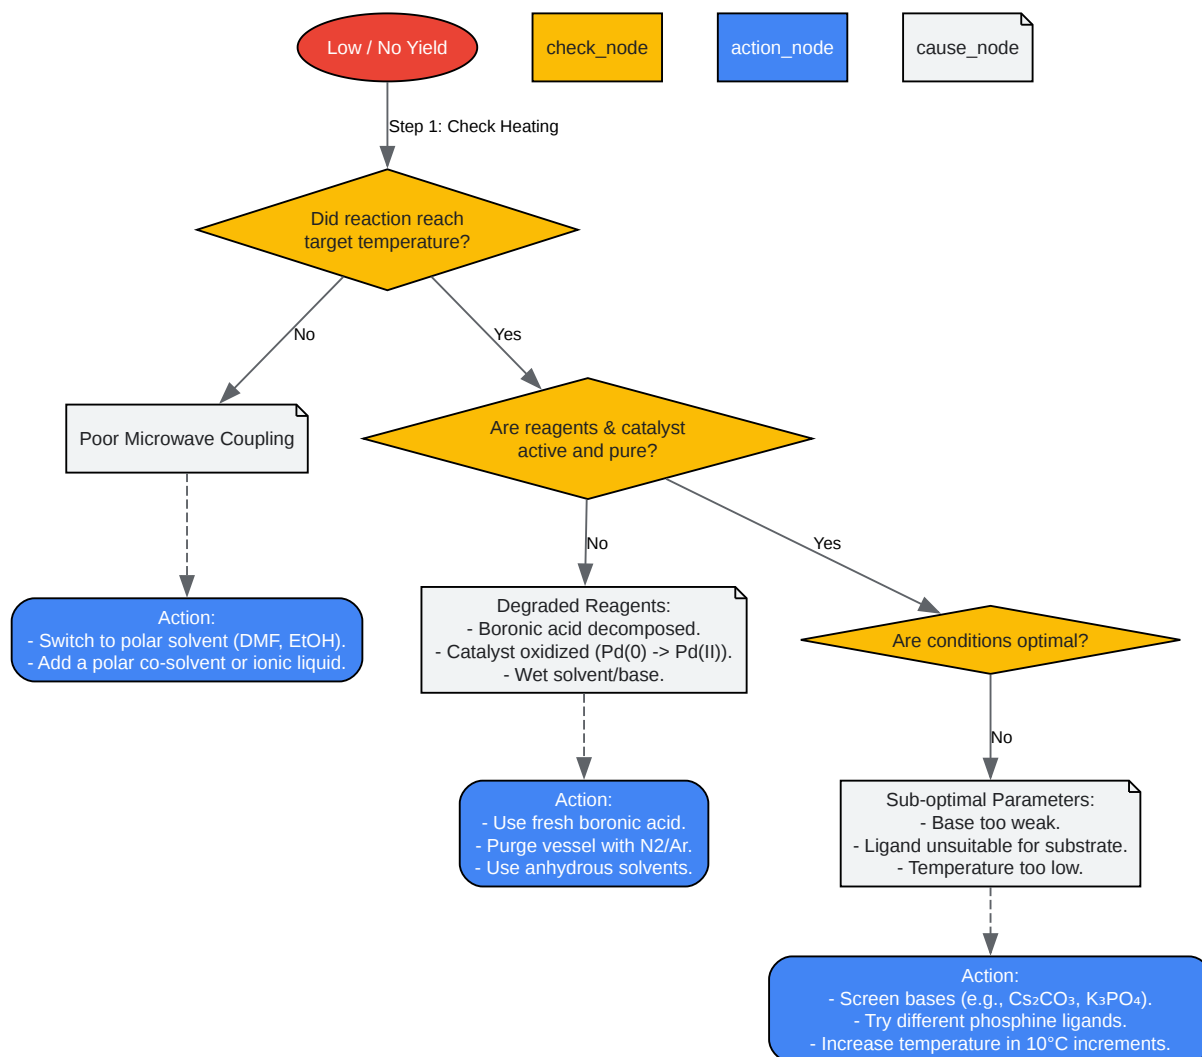 Low / No Yield
check_node
action_node
cause_node
Step 1: Check Heating
Did reaction reach
target temperature?
No
Yes
Poor Microwave Coupling
Are reagents & catalyst
active and pure?
No
Yes
Action:
- Switch to polar solvent (DMF, EtOH).
- Add a polar co-solvent or ionic liquid.
Degraded Reagents:
- Boronic acid decomposed.
- Catalyst oxidized (Pd(0) -> Pd(II)).
- Wet solvent/base.
Are conditions optimal?
No
Action:
- Use fresh boronic acid.
- Purge vessel with N2/Ar.
- Use anhydrous solvents.
Sub-optimal Parameters:
- Base too weak.
- Ligand unsuitable for substrate.
- Temperature too low.
Action:
- Screen bases (e.g., Cs₂CO₃, K₃PO₄).
- Try different phosphine ligands.
- Increase temperature in 10°C increments.